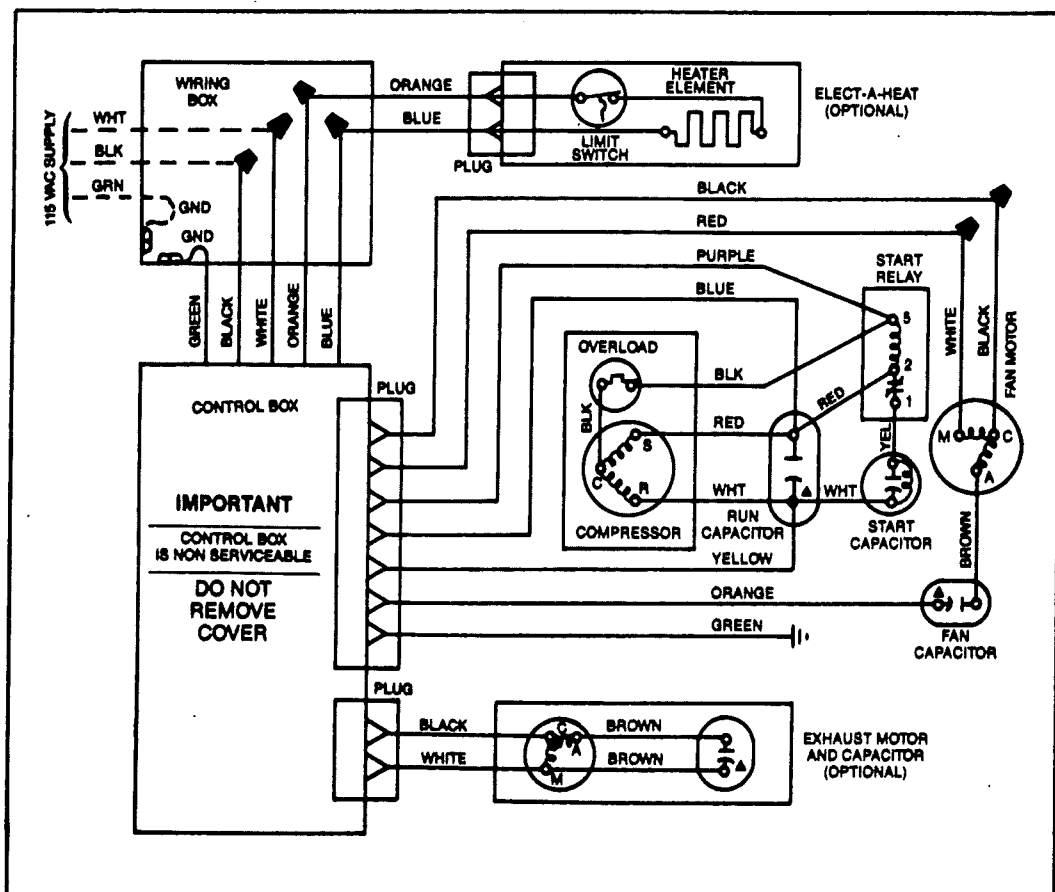 WIRING
BOX
115 VAC SUPPLY
WHT
BLK
GRN
GND
GND
ORANGE
BLUE
PLUG
HEATER
ELEMENT
LIMIT
SWITCH
ELECT-A-HEAT
(OPTIONAL)
GREEN
BLACK
WHITE
ORANGE
BLUE
BLACK
RED
PURPLE
BLUE
START
RELAY
5
2
1
WHITE
BLACK
FAN MOTOR
OVERLOAD
BLK
BLK
RED
RED
YEL
S
C
R
WHT
WHT
COMPRESSOR
RUN
CAPACITOR
START
CAPACITOR
M
C
A
BROWN
YELLOW
ORANGE
GREEN
FAN
CAPACITOR
PLUG
CONTROL BOX
IMPORTANT
CONTROL BOX
IS NON SERVICEABLE
DO NOT
REMOVE
COVER
PLUG
BLACK
WHITE
C
A
M
BROWN
BROWN
EXHAUST MOTOR
AND CAPACITOR
(OPTIONAL)